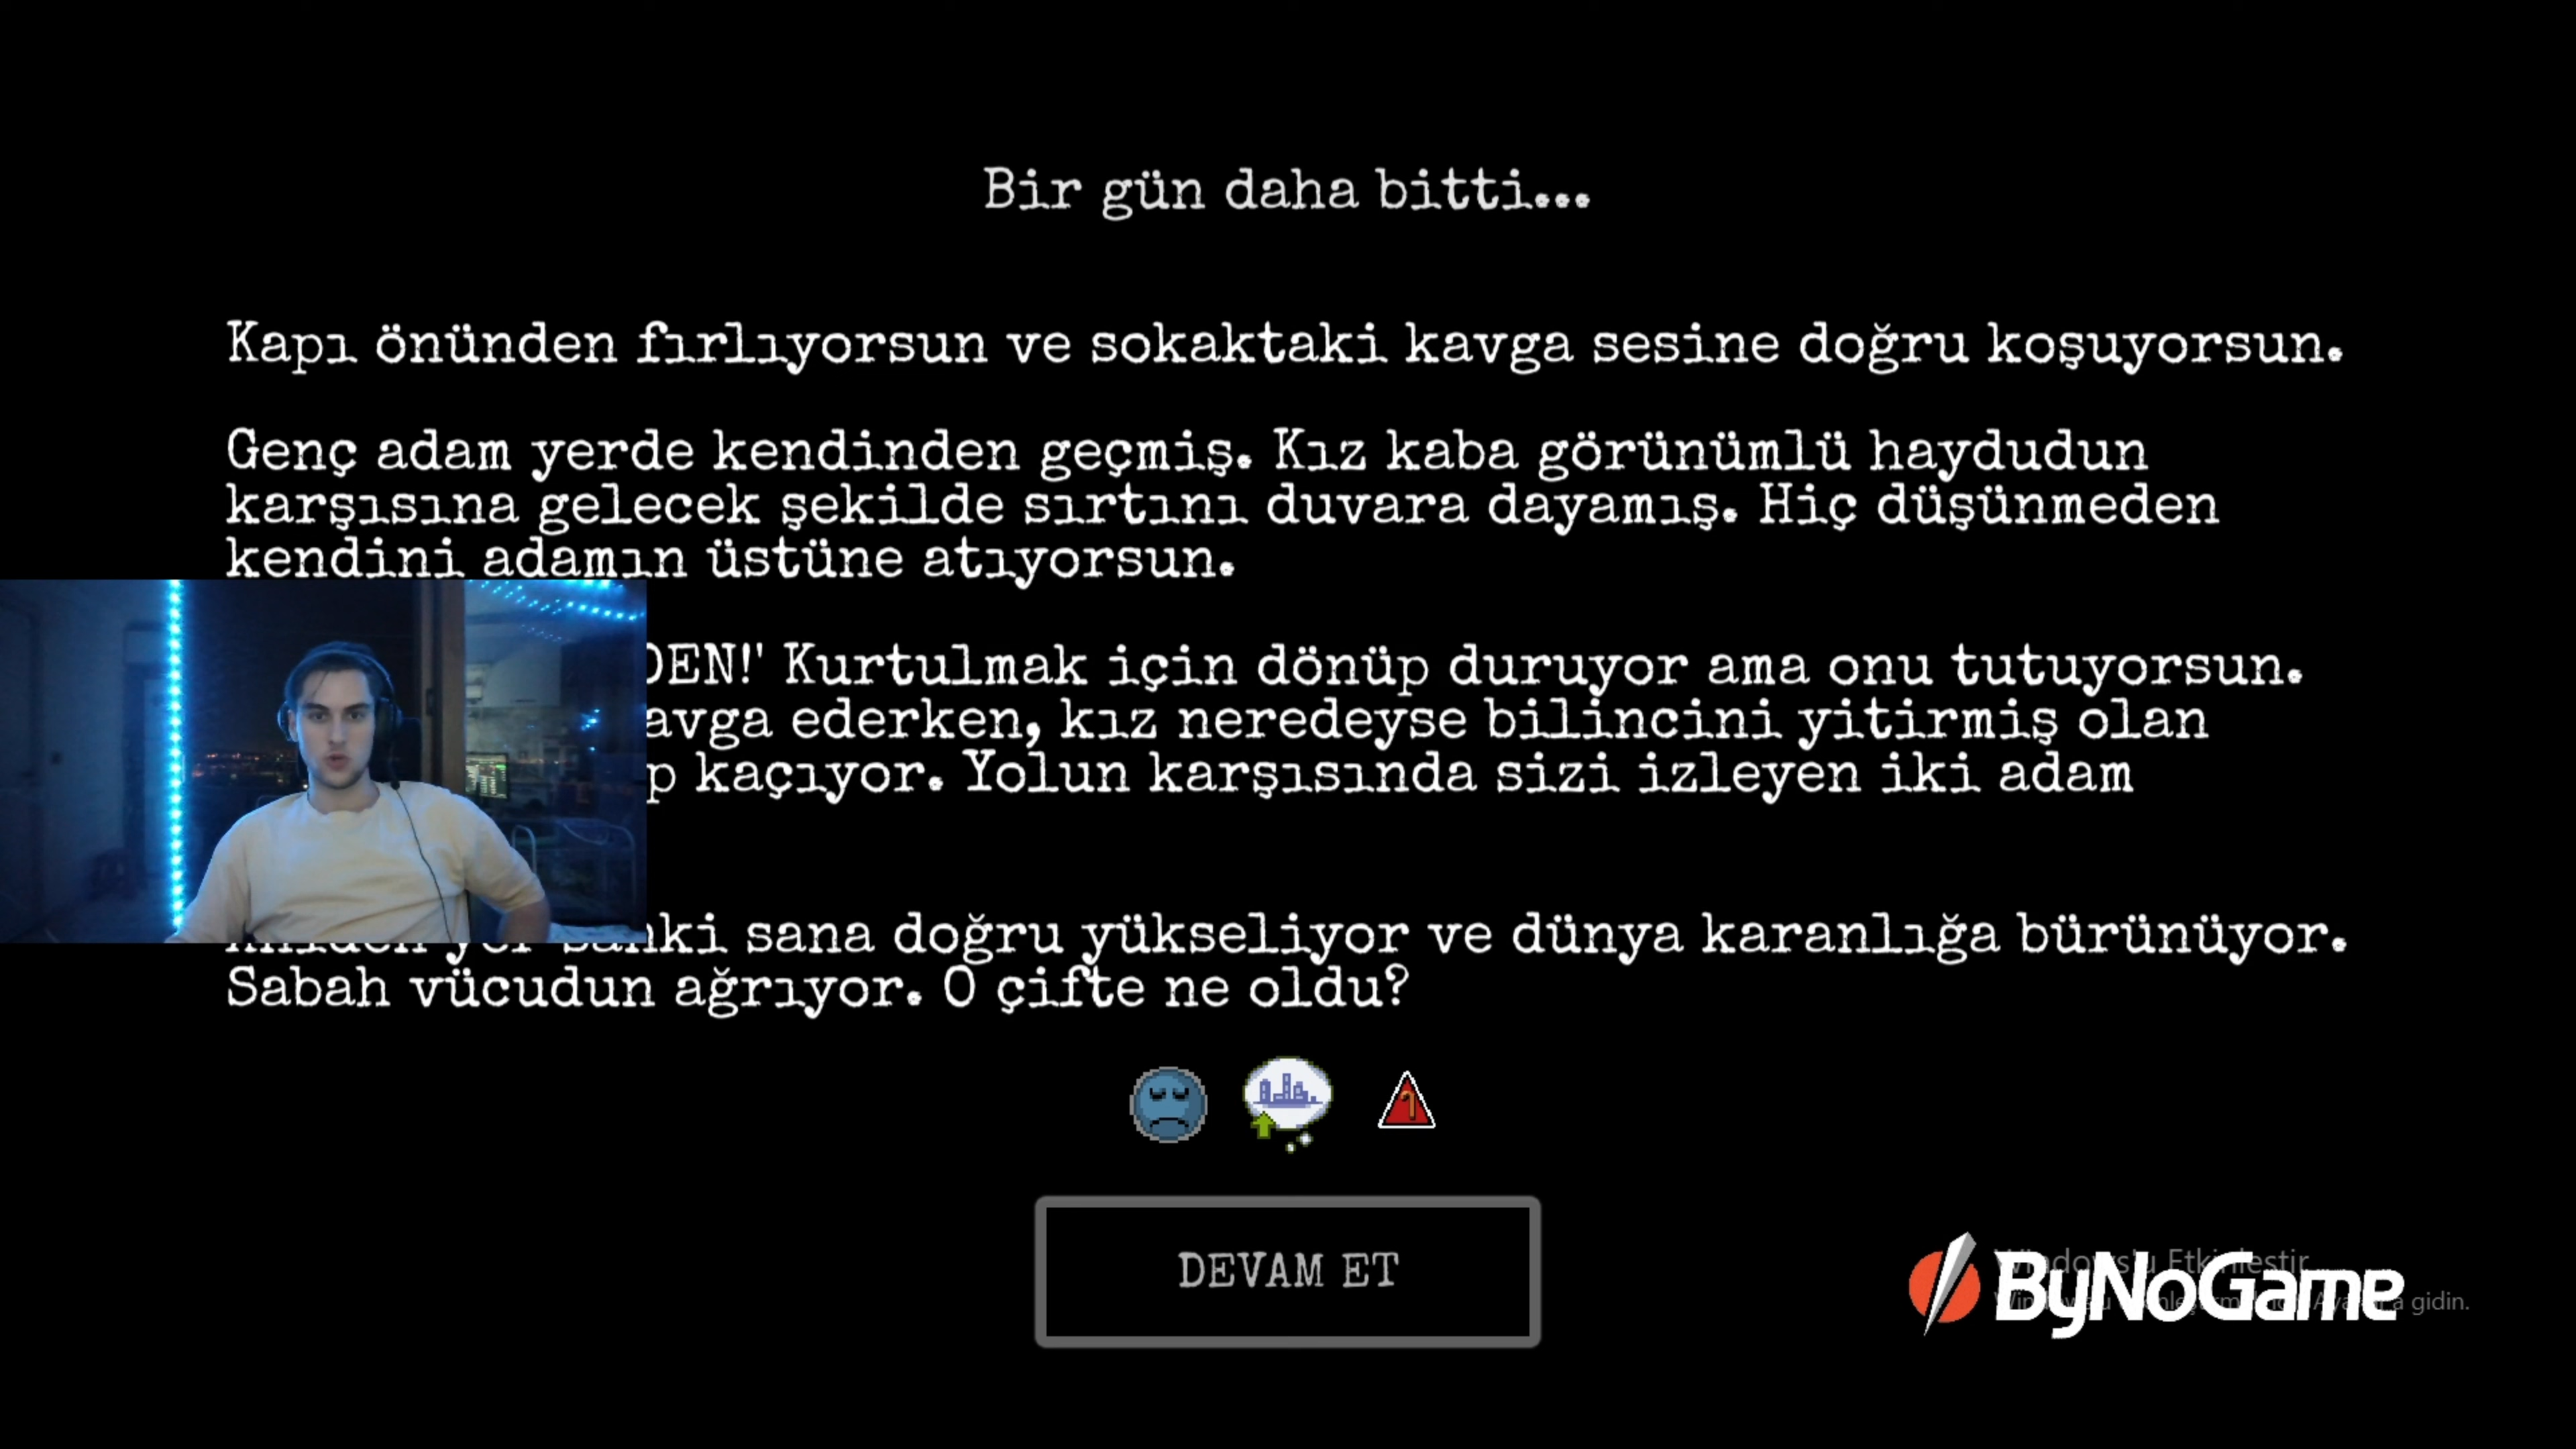 Bir gün daha bitti...
Kapı önünden fırlıyorsun ve sokaktaki kavga sesine doğru koşuyorsun.
Genç adam yerde kendinden geçmiş. Kız kaba görünümlü haydudun
karşısına gelecek şekilde sırtını duvara dayamış. Hiç düşünmeden
kendini adamın üstüne atıyorsun.
Kurtulmak için dönüp duruyor ama onu tutuyorsun.
ederken, kız neredeyse bilincini yitirmiş olan
kaçıyor. Yolun karşısında sizi izleyen iki adam
sana doğru yükseliyor ve dünya karanlığa bürünüyor.
Sabah vücudun ağrıyor. O çifte ne oldu?
DEVAM ET
ByNoGame
gidin.